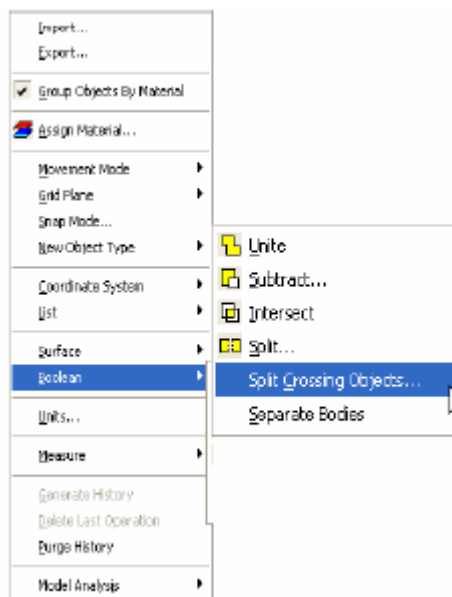 Import...
Export...
Group Objects By Material
Assign Material...
Movement Mode
Grid Plane
Snap Mode...
New Object Type
Coordinate System
List
Surface
Boolean
Units...
Measure
Generate History
Delete Last Operation
Purge History
Model Analysis
Unite
Subtract...
Intersect
Split...
Split Crossing Objects...
Separate Bodies